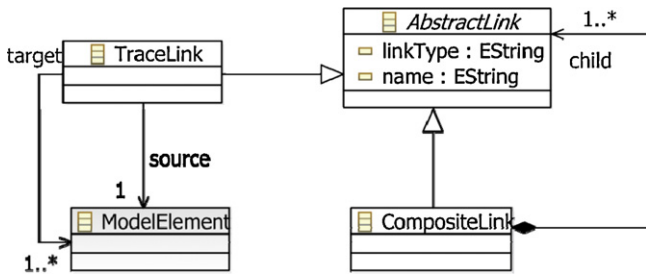 AbstractLink
1..*
target
TraceLink
linkType : EString
child
name : EString
source
1
ModelElement
CompositeLink
1..*